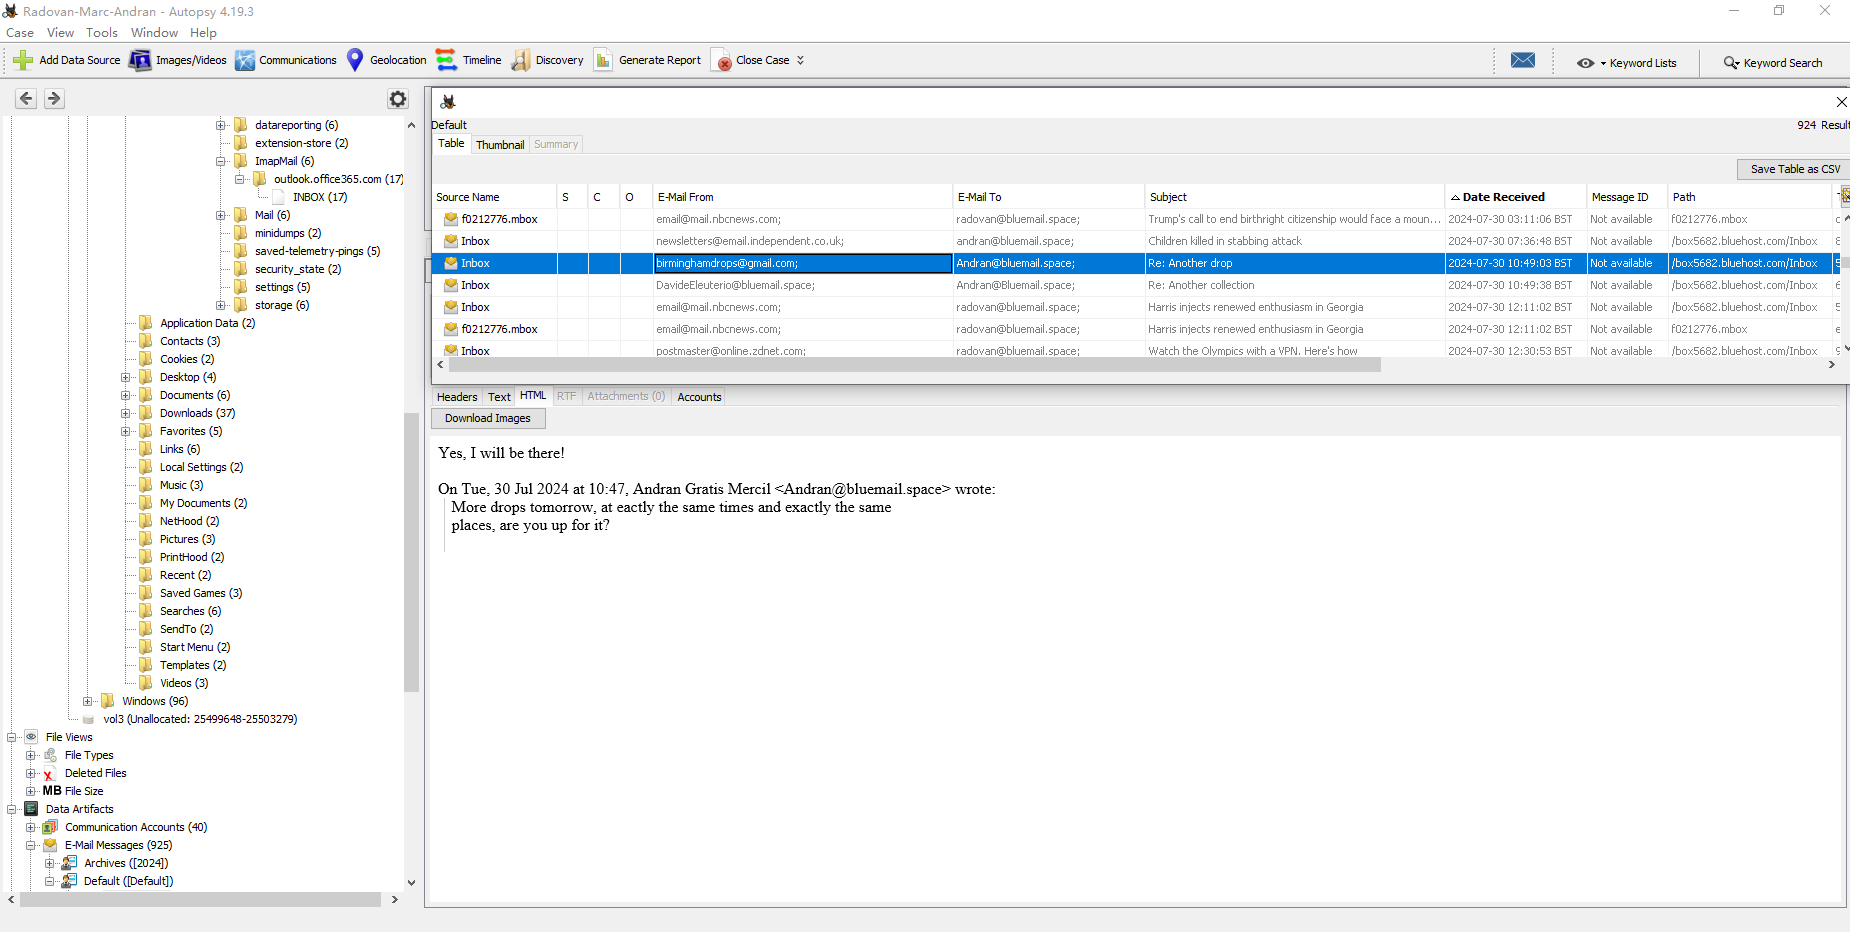 Radovan-Marc-Andran - Autopsy 4.19.3
Case View Tools Window Help
Add Data Source Images/Videos Communications Geolocation Timeline Discovery Generate Report Close Case Keyword Lists Keyword Search
datareporting (6)
extension-store (2)
ImapMail (6)
outlook.office365.com (17)
INBOX (17)
Mail (6)
minidumps (2)
saved-telemetry-pings (5)
security_state (2)
settings (5)
storage (6)
Application Data (2)
Contacts (3)
Cookies (2)
Desktop (4)
Documents (6)
Downloads (37)
Favorites (5)
Links (6)
Local Settings (2)
Music (3)
My Documents (2)
NetHood (2)
Pictures (3)
PrintHood (2)
Recent (2)
Saved Games (3)
Searches (6)
SendTo (2)
Start Menu (2)
Templates (2)
Videos (3)
Windows (96)
vol3 (Unallocated: 25499648-25503279)
File Views
File Types
Deleted Files
MB File Size
Data Artifacts
Communication Accounts (40)
E-Mail Messages (925)
Archives ([2024])
Default ([Default])
Default
924 Result
Table Thumbnail Summary
Save Table as CSV
Source Name S C O E-Mail From E-Mail To Subject Date Received Message ID Path
f0212776.mbox email@mail.nbcnews.com; radovan@bluemail.space; Trump's call to end birthright citizenship would face a moun... 2024-07-30 03:11:06 BST Not available f0212776.mbox
Inbox newsletters@email.independent.co.uk; andran@bluemail.space; Children killed in stabbing attack 2024-07-30 07:36:48 BST Not available /box5682.bluehost.com/Inbox 8
Inbox birminghamdrops@gmail.com; Andran@bluemail.space; Re: Another drop 2024-07-30 10:49:03 BST Not available /box5682.bluehost.com/Inbox 5
Inbox DavideEleuterio@bluemail.space; Andran@Bluemail.space; Re: Another collection 2024-07-30 10:49:38 BST Not available /box5682.bluehost.com/Inbox 6
Inbox email@mail.nbcnews.com; radovan@bluemail.space; Harris injects renewed enthusiasm in Georgia 2024-07-30 12:11:02 BST Not available /box5682.bluehost.com/Inbox 5
f0212776.mbox email@mail.nbcnews.com; radovan@bluemail.space; Harris injects renewed enthusiasm in Georgia 2024-07-30 12:11:02 BST Not available f0212776.mbox e
Inbox postmaster@online.zdnet.com; radovan@bluemail.space; Watch the Olympics with a VPN. Here's how 2024-07-30 12:30:53 BST Not available /box5682.bluehost.com/Inbox 9
Headers Text HTML RTF Attachments (0) Accounts
Download Images
Yes, I will be there!
On Tue, 30 Jul 2024 at 10:47, Andran Gratis Mercil <Andran@bluemail.space> wrote:
More drops tomorrow, at eactly the same times and exactly the same
places, are you up for it?